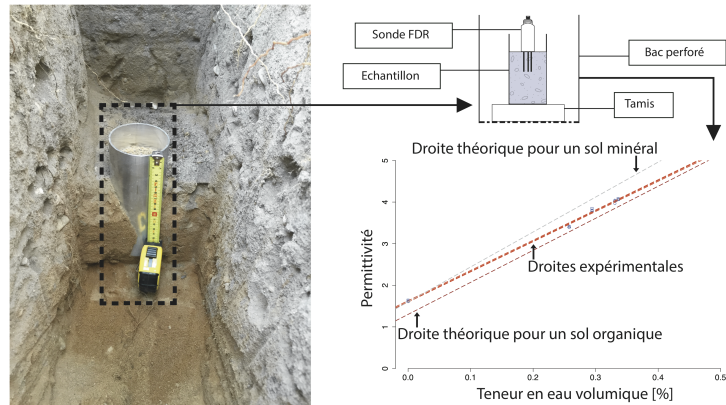 Sonde FDR
Echantillon
Bac perforé
Tamis
Droite théorique pour un sol minéral
Droites expérimentales
Droite théorique pour un sol organique
Permittivité
5
4
3
2
1
0
0.0
0.1
0.2
0.3
0.4
0.5
Teneur en eau volumique [%]